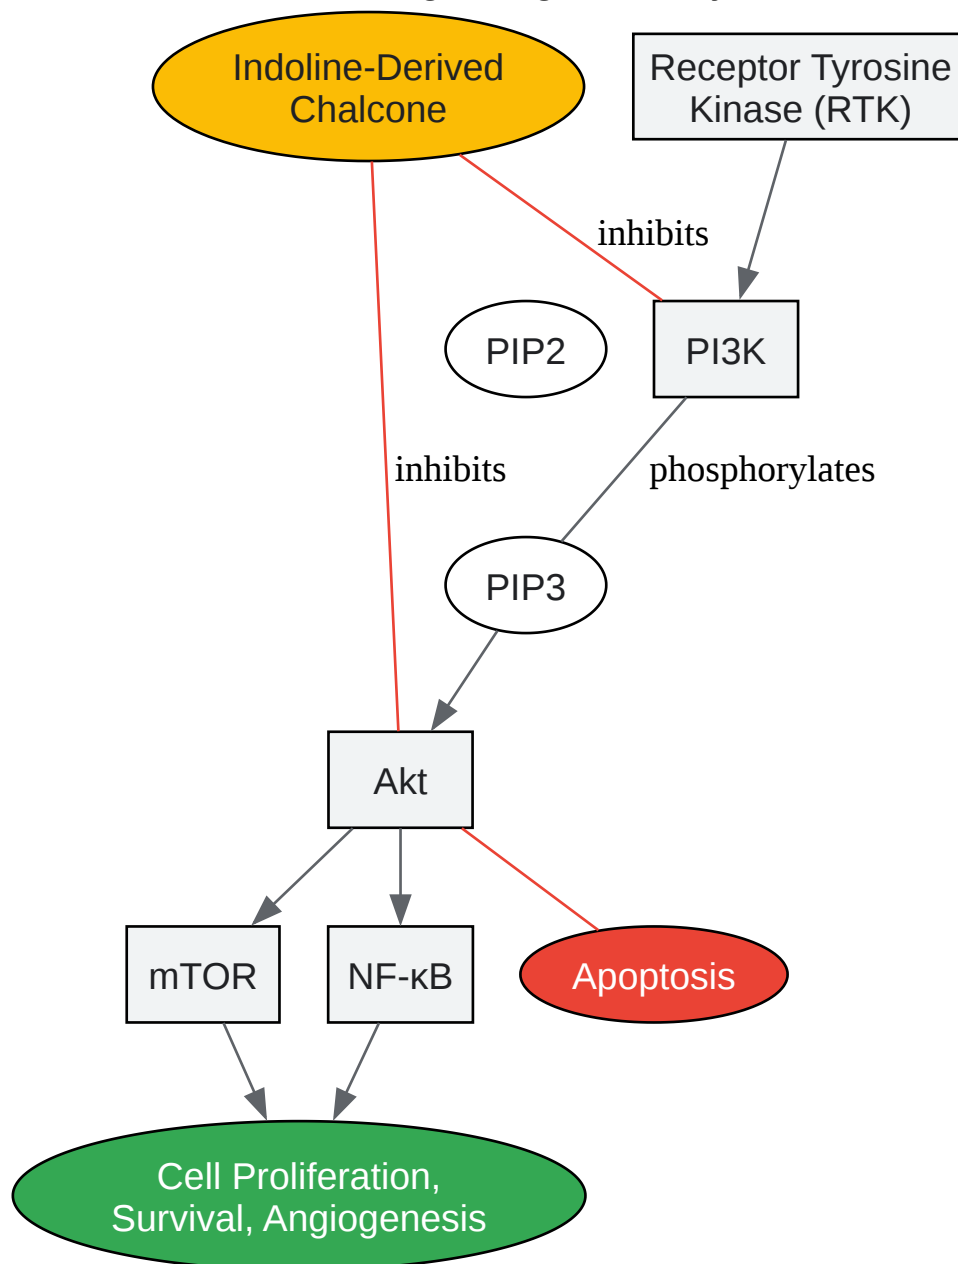 Indoline-Derived
Chalcone
Receptor Tyrosine
Kinase (RTK)
inhibits
PIP2
PI3K
inhibits
phosphorylates
PIP3
Akt
mTOR
NF-κB
Apoptosis
Cell Proliferation,
Survival, Angiogenesis